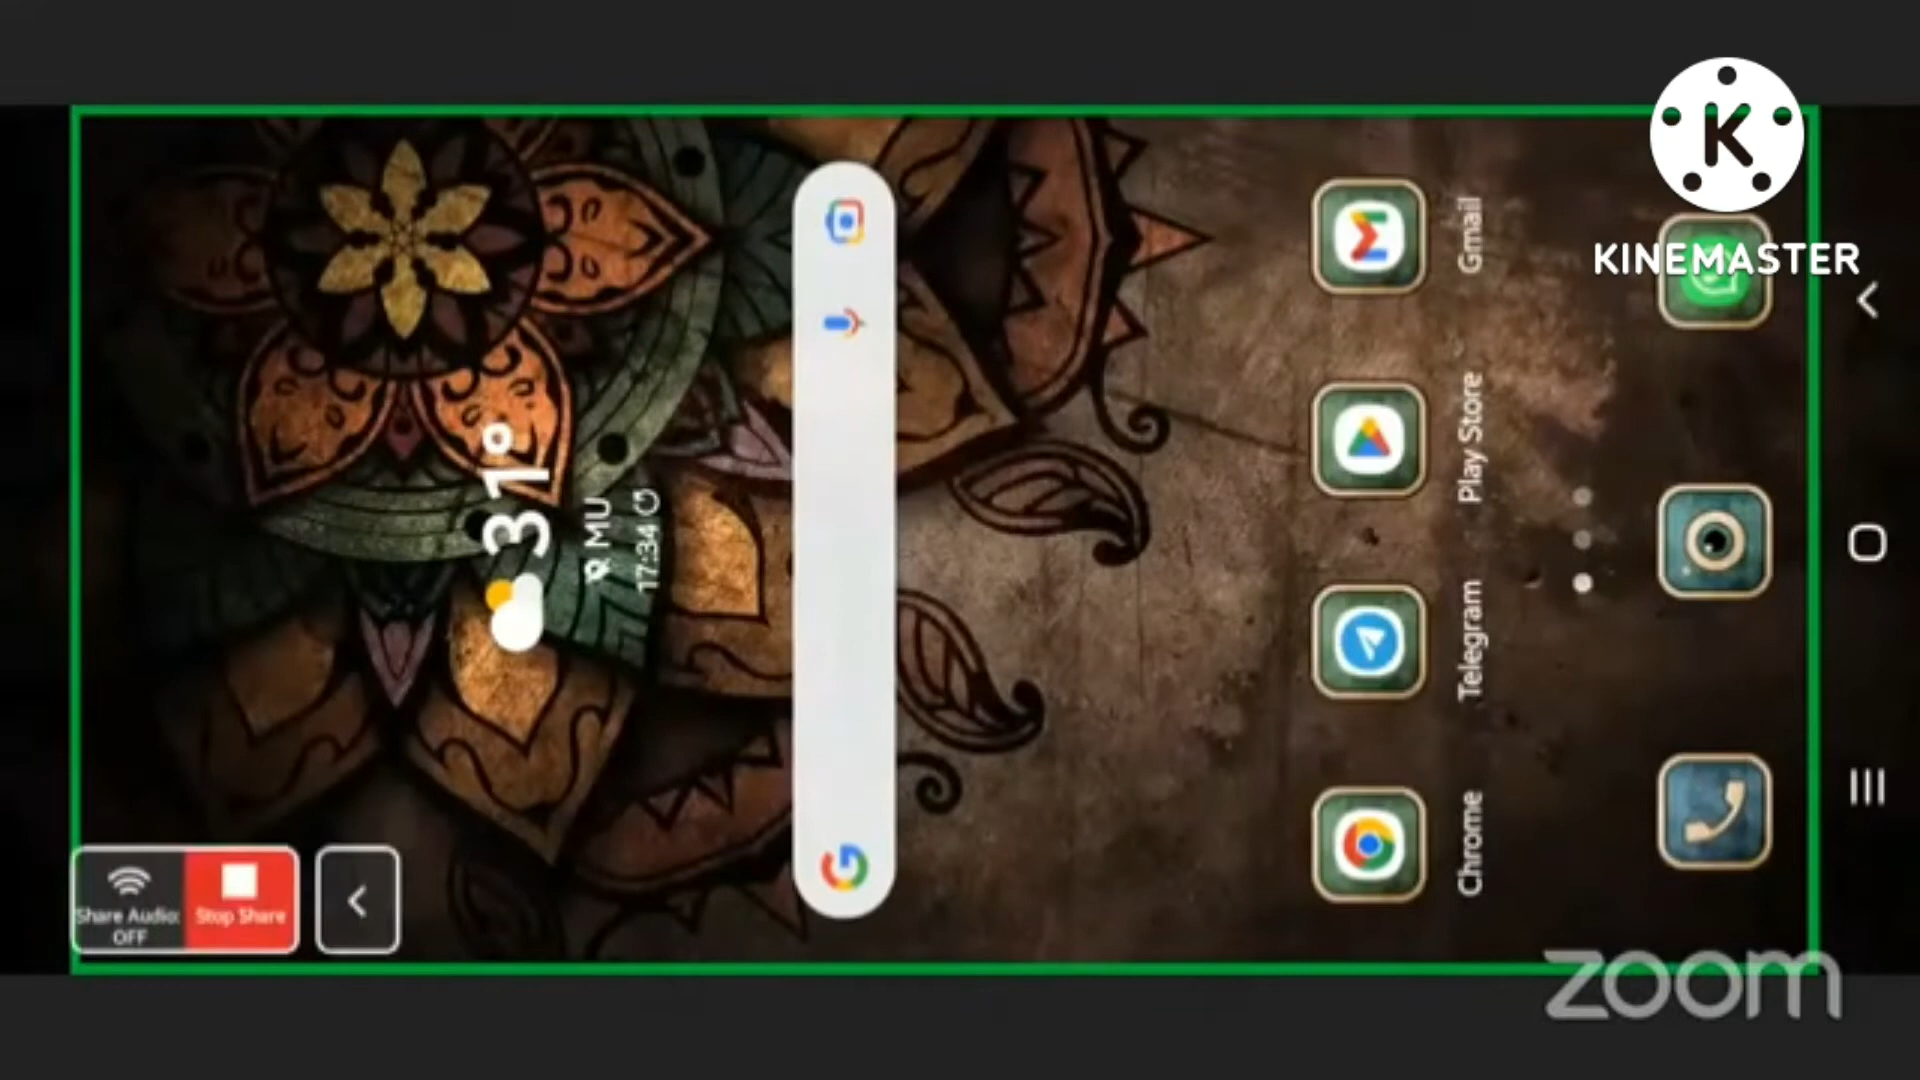 K
KINEMASTER
31°
MU
17:34
Gmail
Play Store
Telegram
Chrome
Share Audio:
OFF
Stop Share
zoom